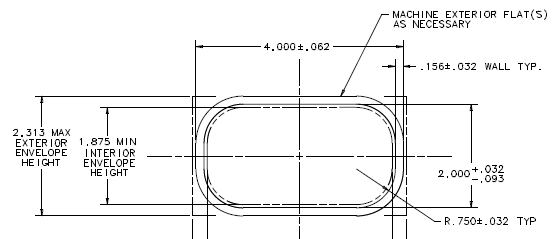 MACHINE EXTERIOR FLAT(S)
AS NECESSARY
4.000±.062
.156±.032 WALL TYP.
2.313 MAX
EXTERIOR
ENVELOPE
HEIGHT
1.875 MIN
INTERIOR
ENVELOPE
HEIGHT
2.000+.032
-.093
R.750±.032 TYP